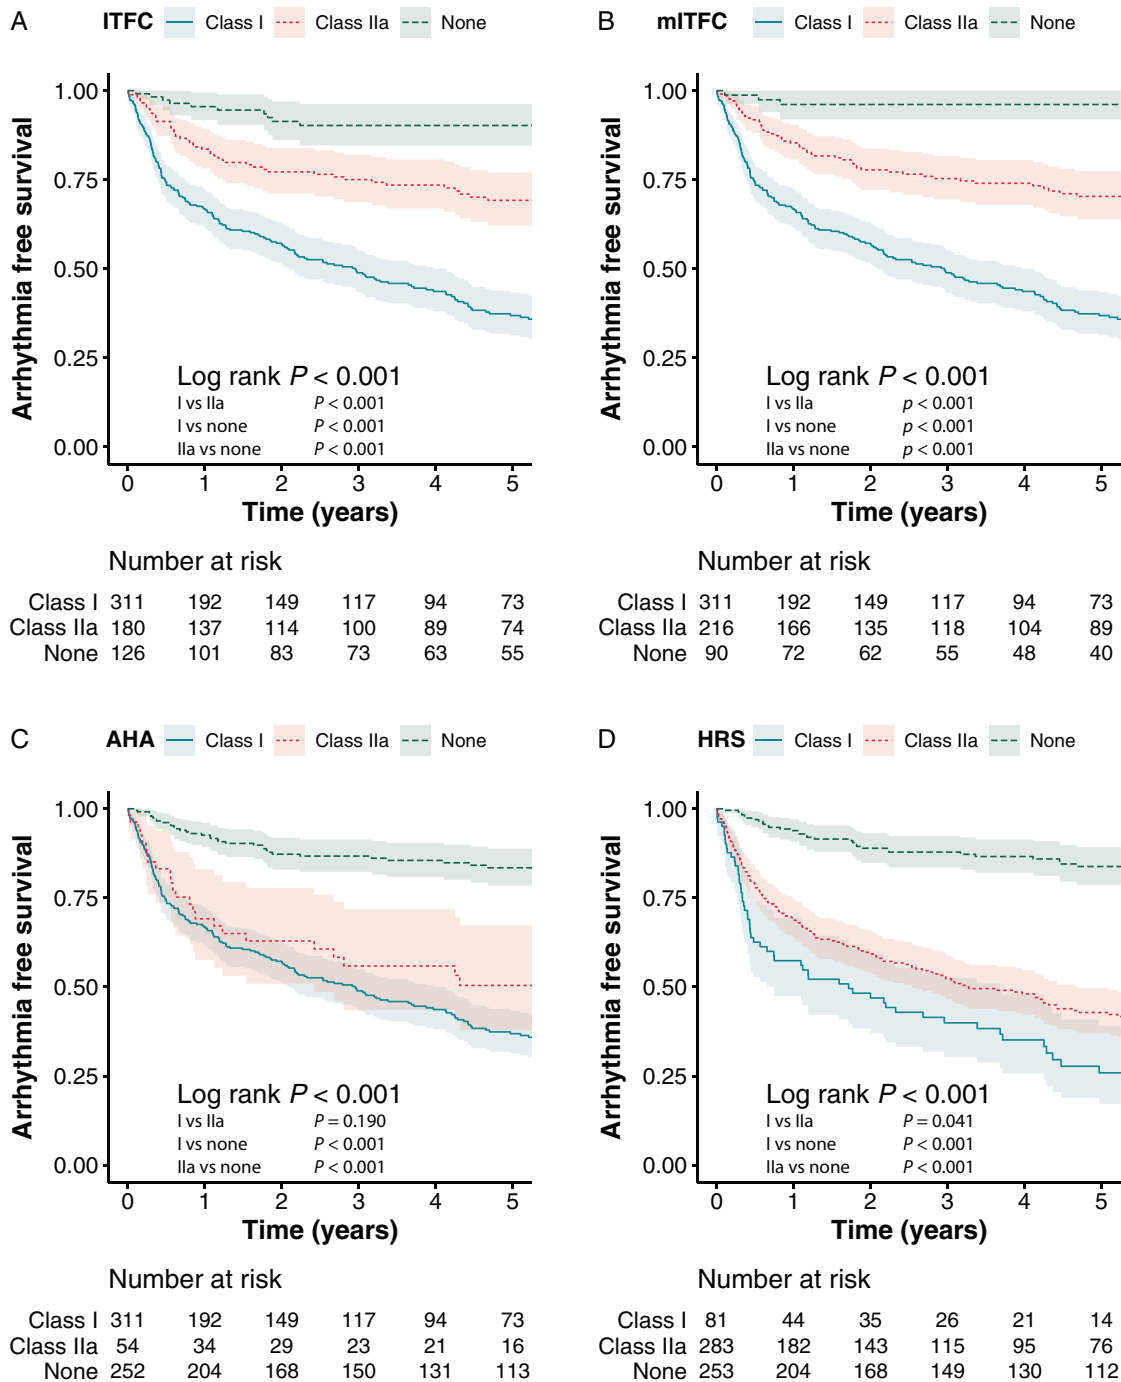 A ITFC Class I Class IIa None
Arrhythmia free survival
1.00
0.75
0.50
0.25
0.00
Log rank P < 0.001
I vs IIa P < 0.001
I vs none P < 0.001
IIa vs none P < 0.001
0 1 2 3 4 5
Time (years)
Number at risk
Class I 311 192 149 117 94 73
Class IIa 180 137 114 100 89 74
None 126 101 83 73 63 55
B mITFC Class I Class IIa None
Arrhythmia free survival
1.00
0.75
0.50
0.25
0.00
Log rank P < 0.001
I vs IIa p < 0.001
I vs none p < 0.001
IIa vs none p < 0.001
0 1 2 3 4 5
Time (years)
Number at risk
Class I 311 192 149 117 94 73
Class IIa 216 166 135 118 104 89
None 90 72 62 55 48 40
C AHA Class I Class IIa None
Arrhythmia free survival
1.00
0.75
0.50
0.25
0.00
Log rank P < 0.001
I vs IIa P = 0.190
I vs none P < 0.001
IIa vs none P < 0.001
0 1 2 3 4 5
Time (years)
Number at risk
Class I 311 192 149 117 94 73
Class IIa 54 34 29 23 21 16
None 252 204 168 150 131 113
D HRS Class I Class IIa None
Arrhythmia free survival
1.00
0.75
0.50
0.25
0.00
Log rank P < 0.001
I vs IIa P = 0.041
I vs none P < 0.001
IIa vs none P < 0.001
0 1 2 3 4 5
Time (years)
Number at risk
Class I 81 44 35 26 21 14
Class IIa 283 182 143 115 95 76
None 253 204 168 149 130 112